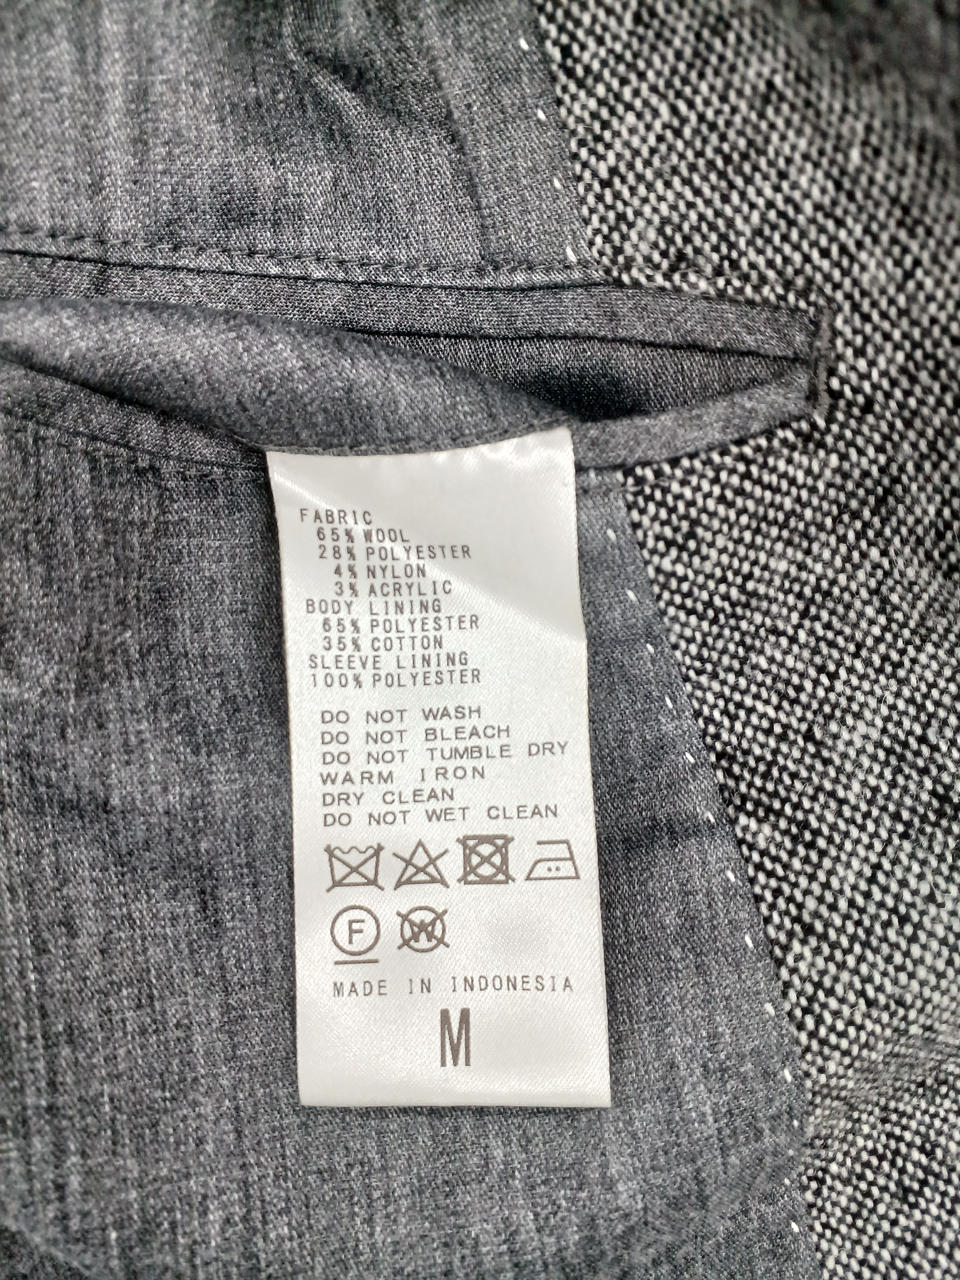 FABRIC
65% WOOL
28% POLYESTER
4% NYLON
3% ACRYLIC
BODY LINING
65% POLYESTER
35% COTTON
SLEEVE LINING
100% POLYESTER
DO NOT WASH
DO NOT BLEACH
DO NOT TUMBLE DRY
WARM IRON
DRY CLEAN
DO NOT WET CLEAN
F W
MADE IN INDONESIA
M